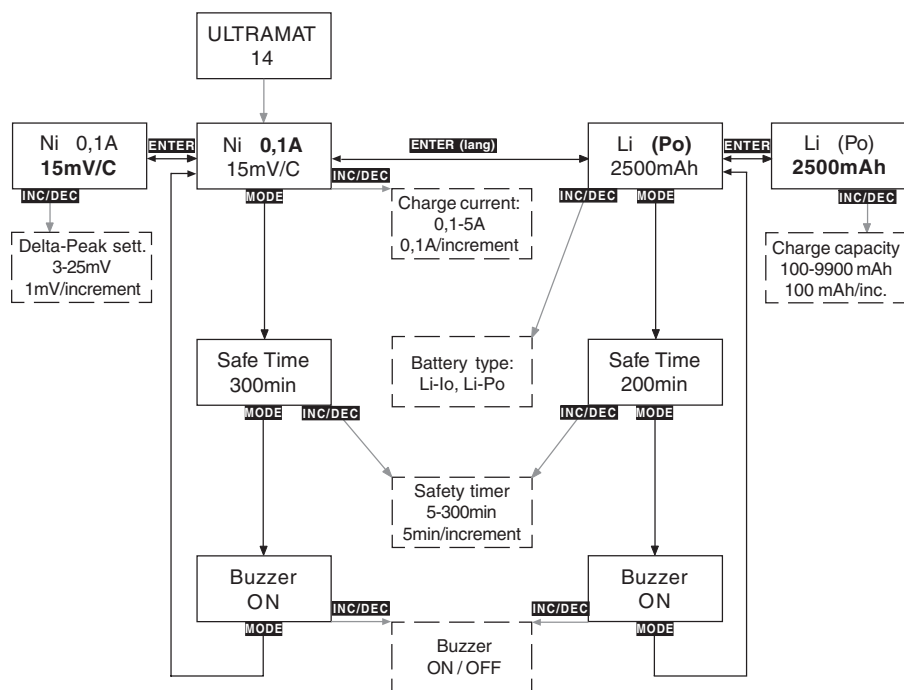 ULTRAMAT
14
Ni 0,1A
15mV/C
ENTER
Ni 0,1A
15mV/C
ENTER (lang)
Li (Po)
2500mAh
ENTER
Li (Po)
2500mAh
INC/DEC
MODE
INC/DEC
INC/DEC
MODE
INC/DEC
Delta-Peak sett.
3-25mV
1mV/increment
Charge current:
0,1-5A
0,1A/increment
Charge capacity
100-9900 mAh
100 mAh/inc.
Safe Time
300min
MODE
INC/DEC
Battery type:
Li-Io, Li-Po
Safe Time
200min
INC/DEC
MODE
Safety timer
5-300min
5min/increment
Buzzer
ON
MODE
INC/DEC
Buzzer
ON
INC/DEC
MODE
Buzzer
ON / OFF